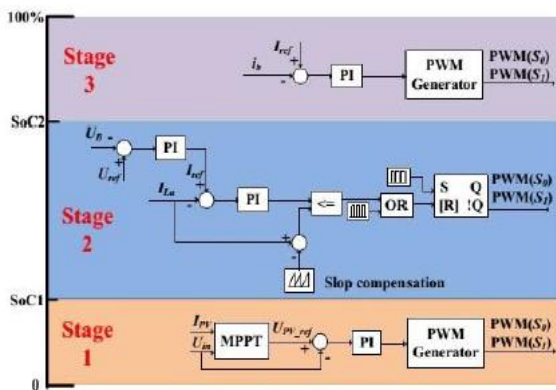 100%
Stage
3
I_ref
+
i_b
-
PI
PWM
Generator
PWM(S_0)
PWM(S_1)
SoC2
Stage
2
U_B
-
+
U_ref
PI
I_ref
+
I_La
-
PI
<=
OR
S Q
[R] !Q
PWM(S_0)
PWM(S_1)
+
-
Slop compensation
SoC1
Stage
1
I_PV
U_in
MPPT
U_PV_ref
+
-
PI
PWM
Generator
PWM(S_0)
PWM(S_1)
0